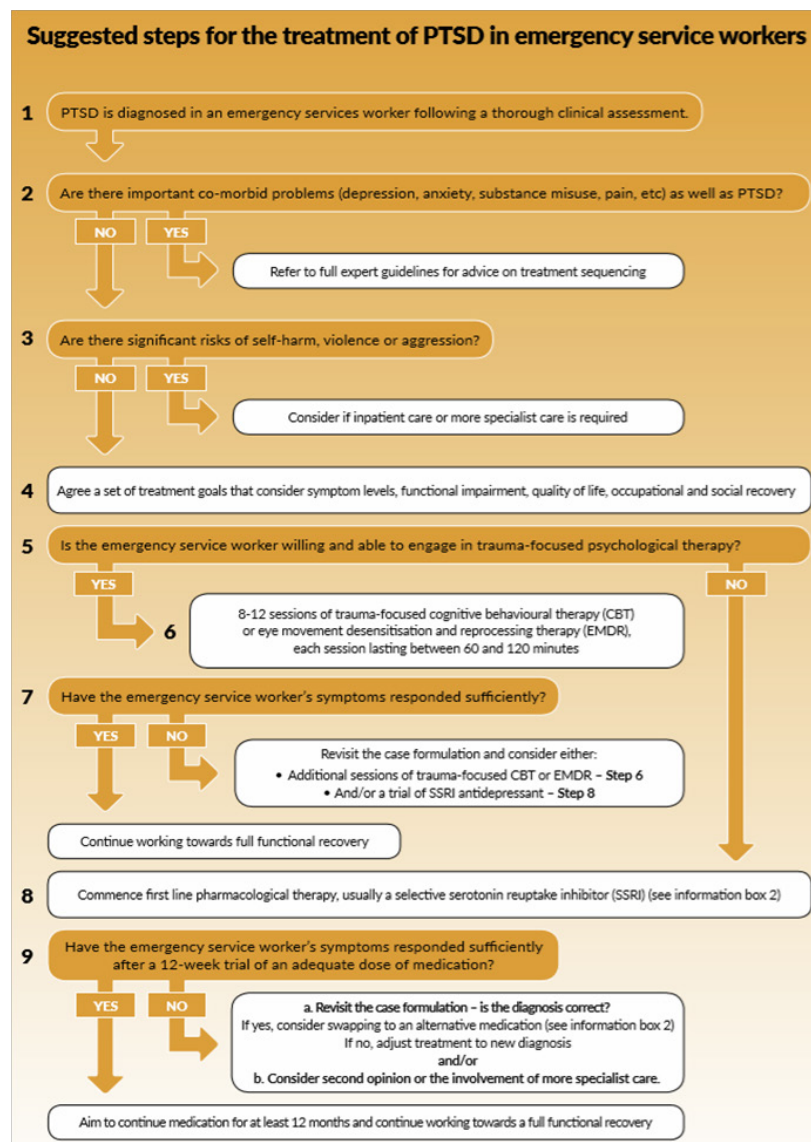 Suggested steps for the treatment of PTSD in emergency service workers
1 PTSD is diagnosed in an emergency services worker following a thorough clinical assessment.
2 Are there important co-morbid problems (depression, anxiety, substance misuse, pain, etc) as well as PTSD?
NO YES
Refer to full expert guidelines for advice on treatment sequencing
3 Are there significant risks of self-harm, violence or aggression?
NO YES
Consider if inpatient care or more specialist care is required
4 Agree a set of treatment goals that consider symptom levels, functional impairment, quality of life, occupational and social recovery
5 Is the emergency service worker willing and able to engage in trauma-focused psychological therapy?
YES NO
8-12 sessions of trauma-focused cognitive behavioural therapy (CBT)
6 or eye movement desensitisation and reprocessing therapy (EMDR),
each session lasting between 60 and 120 minutes
7 Have the emergency service worker's symptoms responded sufficiently?
YES NO
Revisit the case formulation and consider either:
• Additional sessions of trauma-focused CBT or EMDR – Step 6
• And/or a trial of SSRI antidepressant – Step 8
Continue working towards full functional recovery
8 Commence first line pharmacological therapy, usually a selective serotonin reuptake inhibitor (SSRI) (see information box 2)
9 Have the emergency service worker's symptoms responded sufficiently
after a 12-week trial of an adequate dose of medication?
YES NO
a. Revisit the case formulation – is the diagnosis correct?
If yes, consider swapping to an alternative medication (see information box 2)
If no, adjust treatment to new diagnosis
and/or
b. Consider second opinion or the involvement of more specialist care.
Aim to continue medication for at least 12 months and continue working towards a full functional recovery